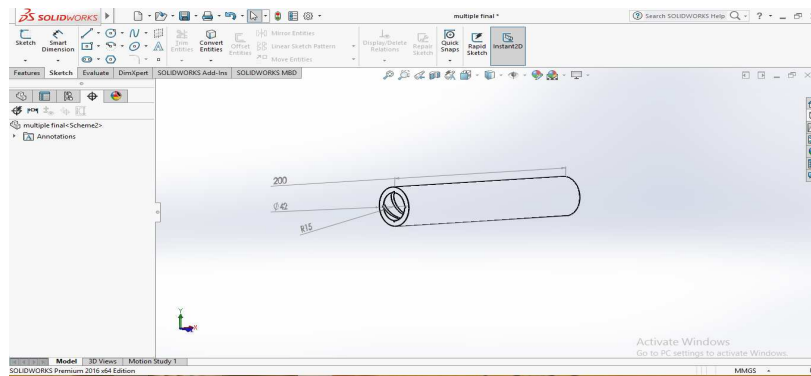 SOLIDWORKS
multiple final *
Search SOLIDWORKS Help
Sketch
Smart Dimension
Trim Entities
Convert Entities
Offset Entities
Mirror Entities
Linear Sketch Pattern
Move Entities
Display/Delete Relations
Repair Sketch
Quick Snaps
Rapid Sketch
Instant2D
Features Sketch Evaluate DimXpert SOLIDWORKS Add-Ins SOLIDWORKS MBD
multiple final<Scheme2>
Annotations
200
Ø42
R15
Y
X
Activate Windows
Go to PC settings to activate Windows.
Model 3D Views Motion Study 1
SOLIDWORKS Premium 2016 x64 Edition
MMGS